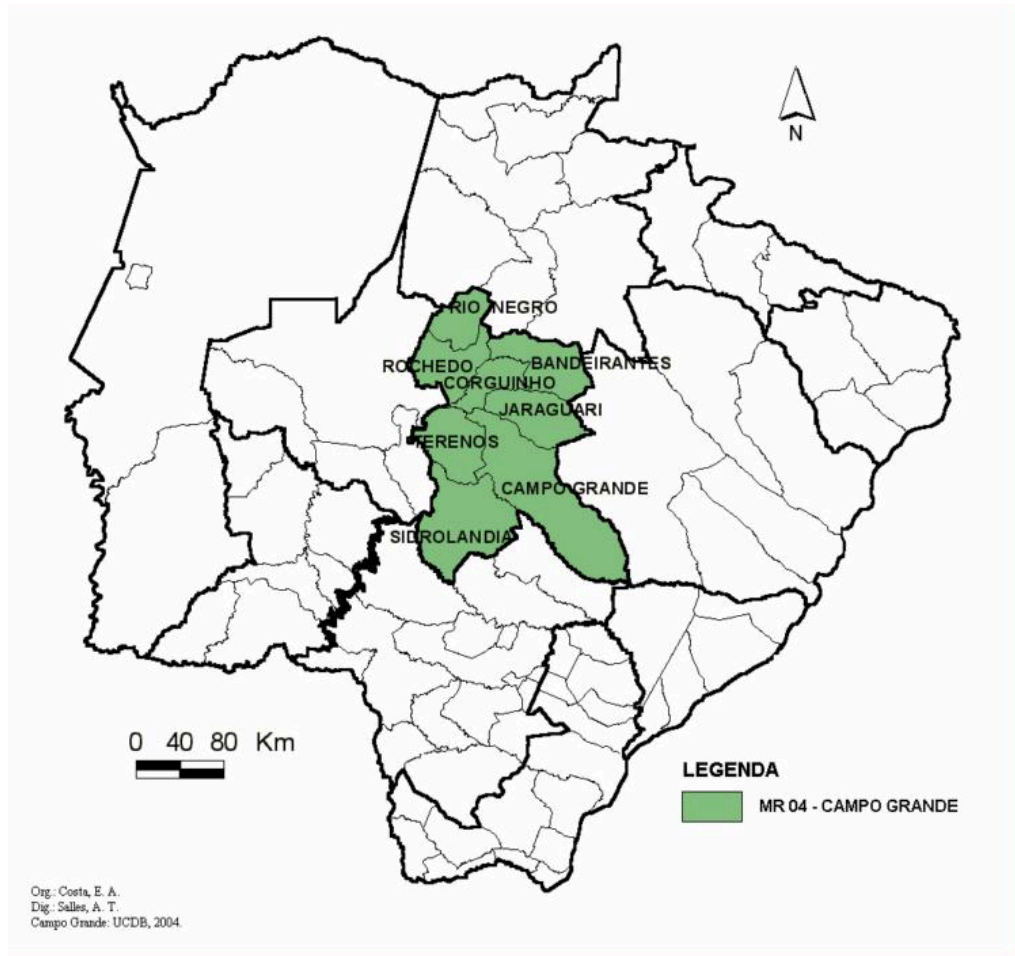 N
RIO NEGRO
ROCHEDO
BANDEIRANTES
CORGUINHO
JARAGUARI
TERENOS
CAMPO GRANDE
SIDROLANDIA
0 40 80 Km
LEGENDA
MR 04 - CAMPO GRANDE
Org.: Costa, E. A.
Dig.: Salles, A. T.
Campo Grande: UCDB, 2004.